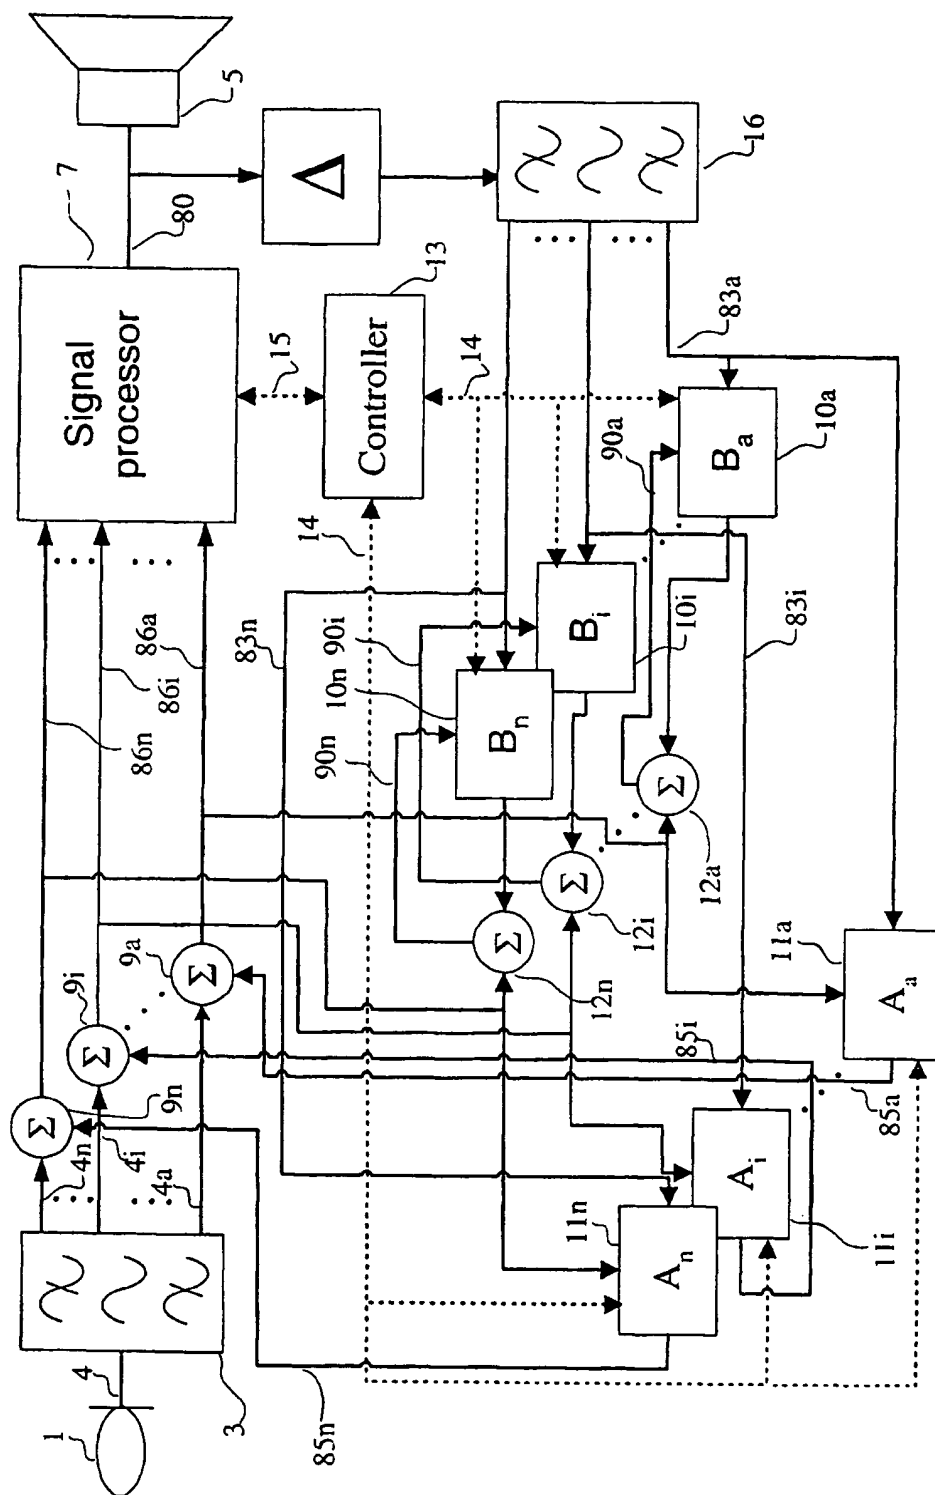 1
4
3
4n
4i
4a
Σ
9n
Σ
9i
Σ
9a
86n
86i
86a
Signal
processor
7
80
5
Δ
16
15
Controller
13
14
14
83n
90n
10n
90i
Bₙ
Bᵢ
10i
90a
Bₐ
10a
83a
83i
Σ
12n
Σ
12i
Σ
12a
11n
Aₙ
Aᵢ
11i
11a
Aₐ
85n
85i
85a